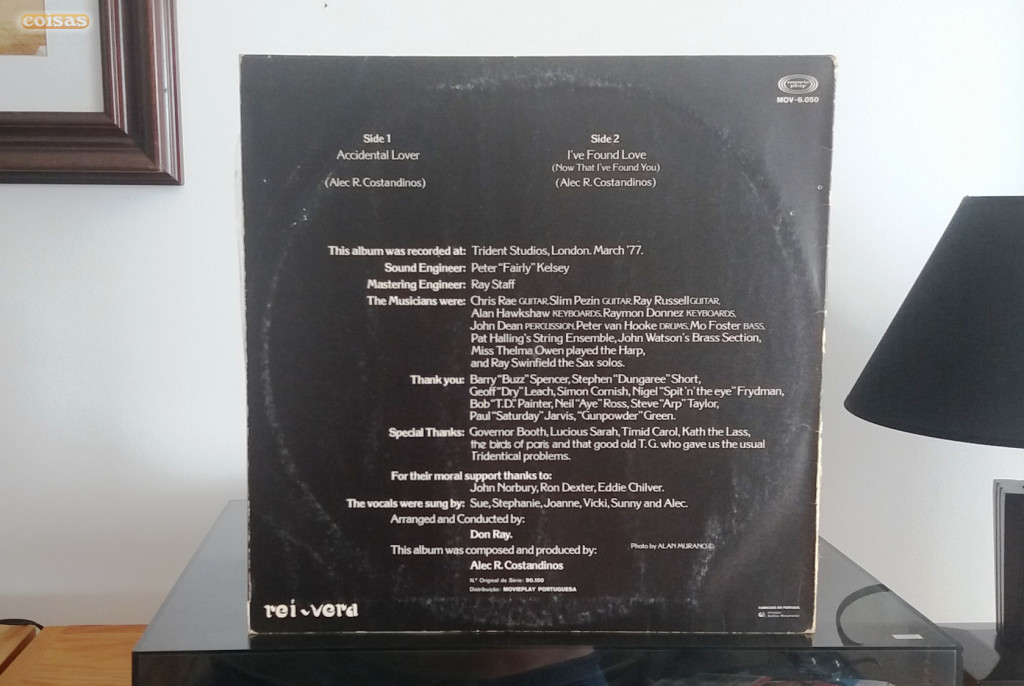 coisas
movieplay
MOV-6.050
Side 1
Accidental Lover
(Alec R. Costandinos)
Side 2
I've Found Love
(Now That I've Found You)
(Alec R. Costandinos)
This album was recorded at: Trident Studios, London. March '77.
Sound Engineer: Peter "Fairly" Kelsey
Mastering Engineer: Ray Staff
The Musicians were: Chris Rae GUITAR, Slim Pezin GUITAR, Ray Russell GUITAR,
Alan Hawkshaw KEYBOARDS, Raymon Donnez KEYBOARDS,
John Dean PERCUSSION, Peter van Hooke DRUMS, Mo Foster BASS,
Pat Halling's String Ensemble, John Watson's Brass Section,
Miss Thelma Owen played the Harp,
and Ray Swinfield the Sax solos.
Thank you: Barry "Buzz" Spencer, Stephen "Dungaree" Short,
Geoff "Dry" Leach, Simon Cornish, Nigel "Spit 'n' the eye" Frydman,
Bob "T.D." Painter, Neil "Aye" Ross, Steve "Arp" Taylor,
Paul "Saturday" Jarvis, "Gunpowder" Green.
Special Thanks: Governor Booth, Lucious Sarah, Timid Carol, Kath the Lass,
the birds of paris and that good old T.G. who gave us the usual
Tridentical problems.
For their moral support thanks to:
John Norbury, Ron Dexter, Eddie Chilver.
The vocals were sung by: Sue, Stephanie, Joanne, Vicki, Sunny and Alec.
Arranged and Conducted by:
Don Ray.
Photo by ALAN MURANO ©
This album was composed and produced by:
Alec R. Costandinos
N.º Original de Série: 90.100
Distribuição: MOVIEPLAY PORTUGUESA
rei-verd
FABRICADO EM PORTUGAL